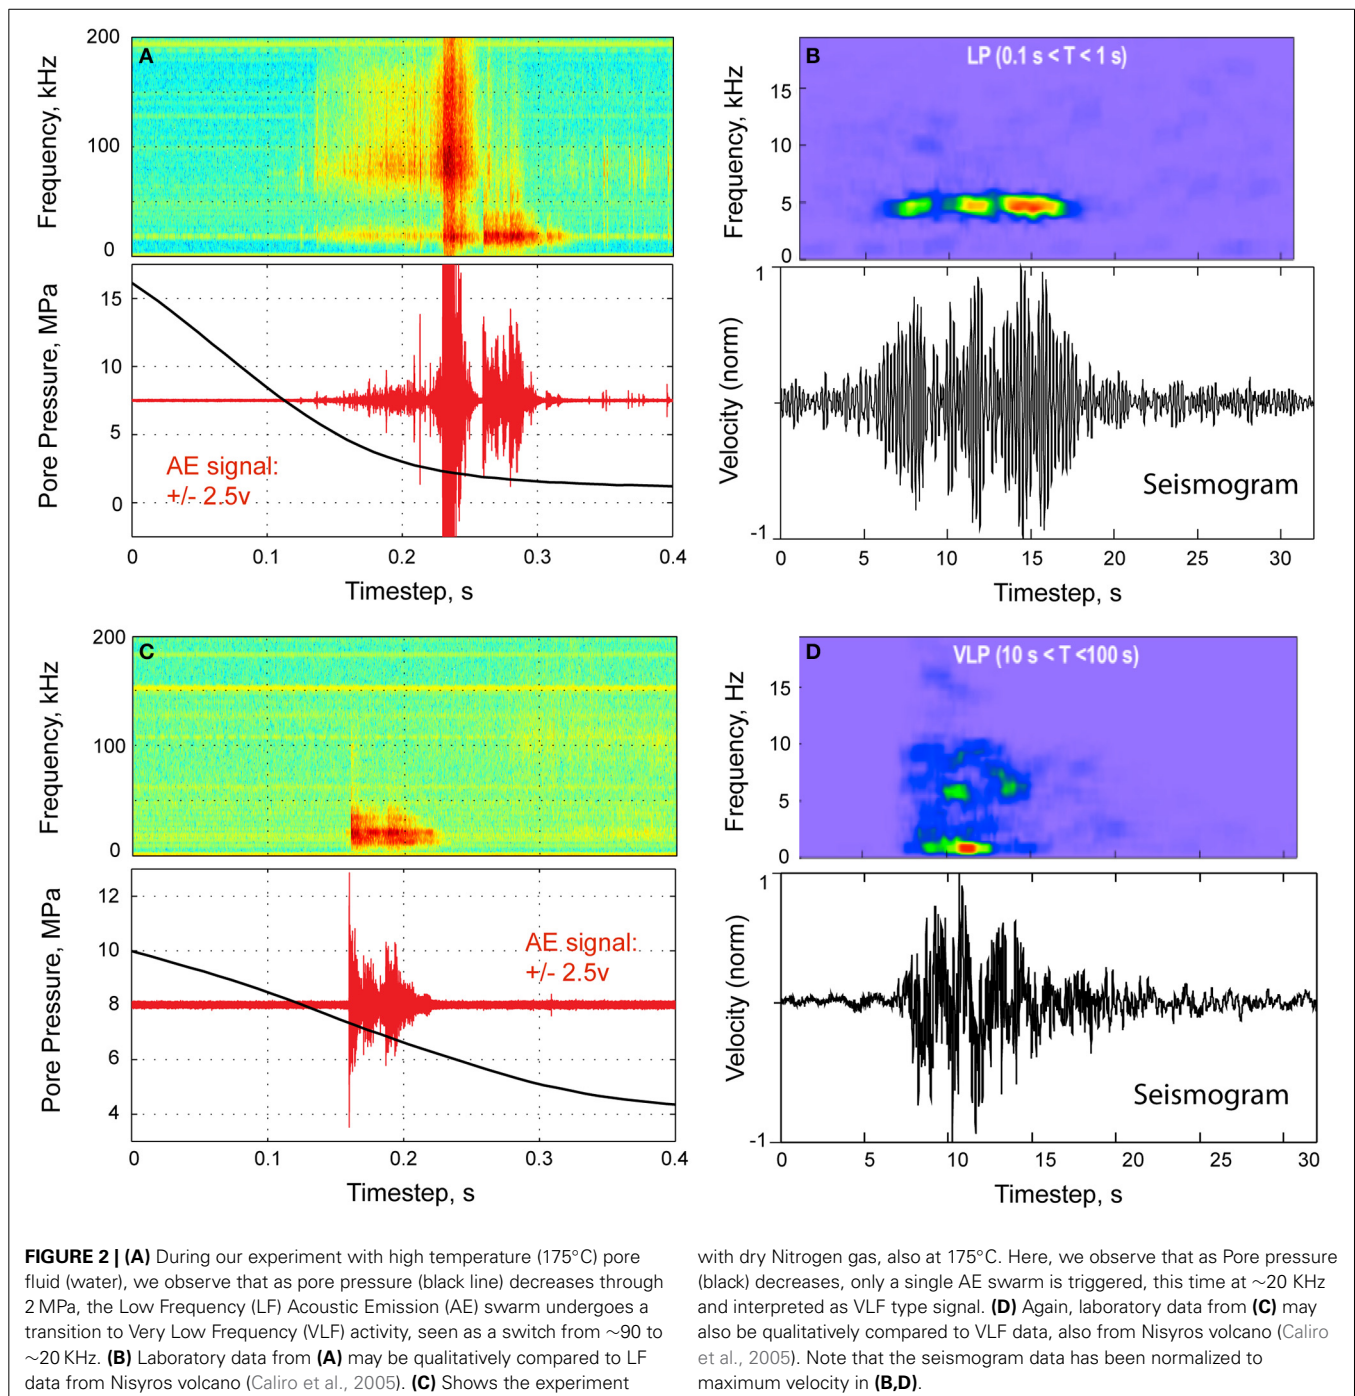 A
200
100
0
Frequency, kHz
15
10
5
0
Pore Pressure, MPa
AE signal:
+/- 2.5v
0 0.1 0.2 0.3 0.4
Timestep, s
B
LP (0.1 s < T < 1 s)
15
10
5
0
Frequency, kHz
1
-1
Velocity (norm)
Seismogram
0 5 10 15 20 25 30
Timestep, s
C
200
100
0
Frequency, kHz
12
10
8
6
4
Pore Pressure, MPa
AE signal:
+/- 2.5v
0 0.1 0.2 0.3 0.4
Timestep, s
D
VLP (10 s < T <100 s)
15
10
5
0
Frequency, Hz
1
-1
Velocity (norm)
Seismogram
0 5 10 15 20 25 30
Timestep, s
FIGURE 2 | (A) During our experiment with high temperature (175°C) pore
fluid (water), we observe that as pore pressure (black line) decreases through
2 MPa, the Low Frequency (LF) Acoustic Emission (AE) swarm undergoes a
transition to Very Low Frequency (VLF) activity, seen as a switch from ~90 to
~20 KHz. (B) Laboratory data from (A) may be qualitatively compared to LF
data from Nisyros volcano (Caliro et al., 2005). (C) Shows the experiment
with dry Nitrogen gas, also at 175°C. Here, we observe that as Pore pressure
(black) decreases, only a single AE swarm is triggered, this time at ~20 KHz
and interpreted as VLF type signal. (D) Again, laboratory data from (C) may
also be qualitatively compared to VLF data, also from Nisyros volcano (Caliro
et al., 2005). Note that the seismogram data has been normalized to
maximum velocity in (B,D).